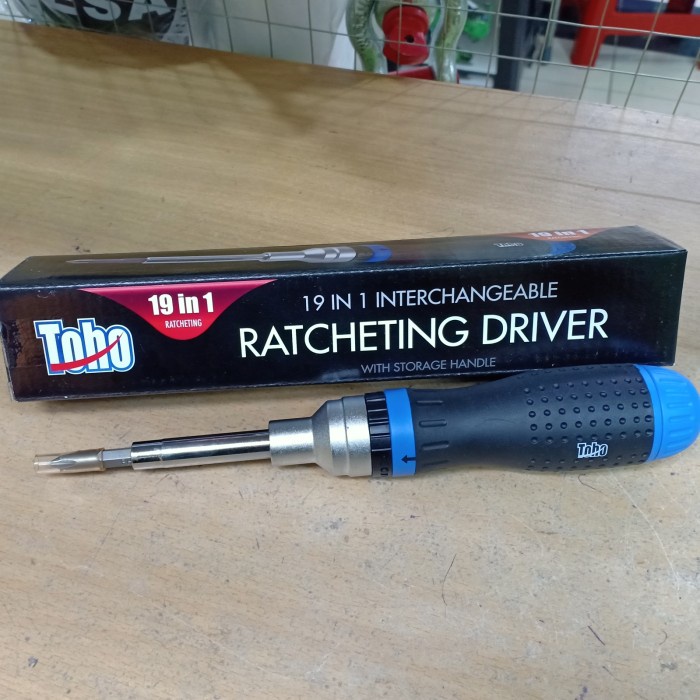 19 in 1
19 in 1
RATCHETING
Toho
19 IN 1 INTERCHANGEABLE
RATCHETING DRIVER
WITH STORAGE HANDLE
Toho